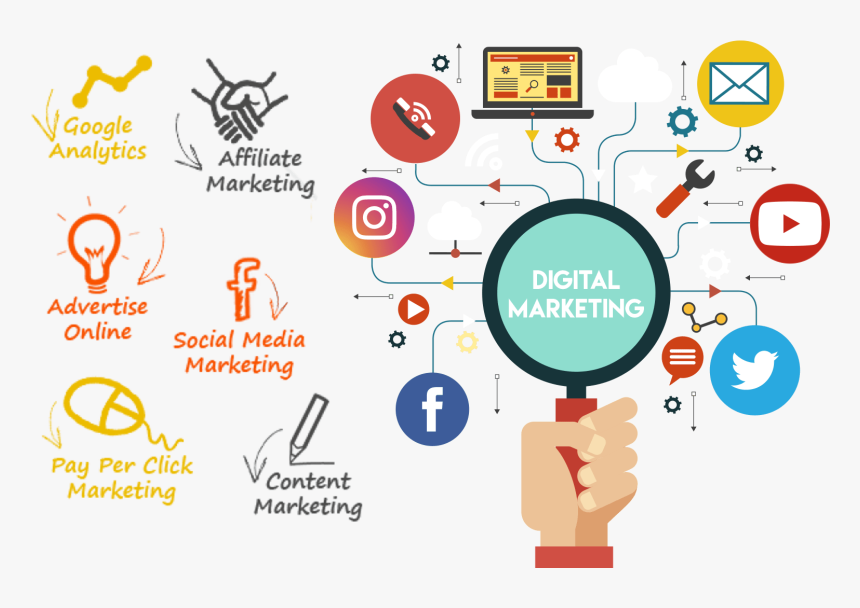 Google
Analytics
Affiliate
Marketing
Advertise
Online
Social Media
Marketing
Pay Per Click
Marketing
Content
Marketing
DIGITAL
MARKETING